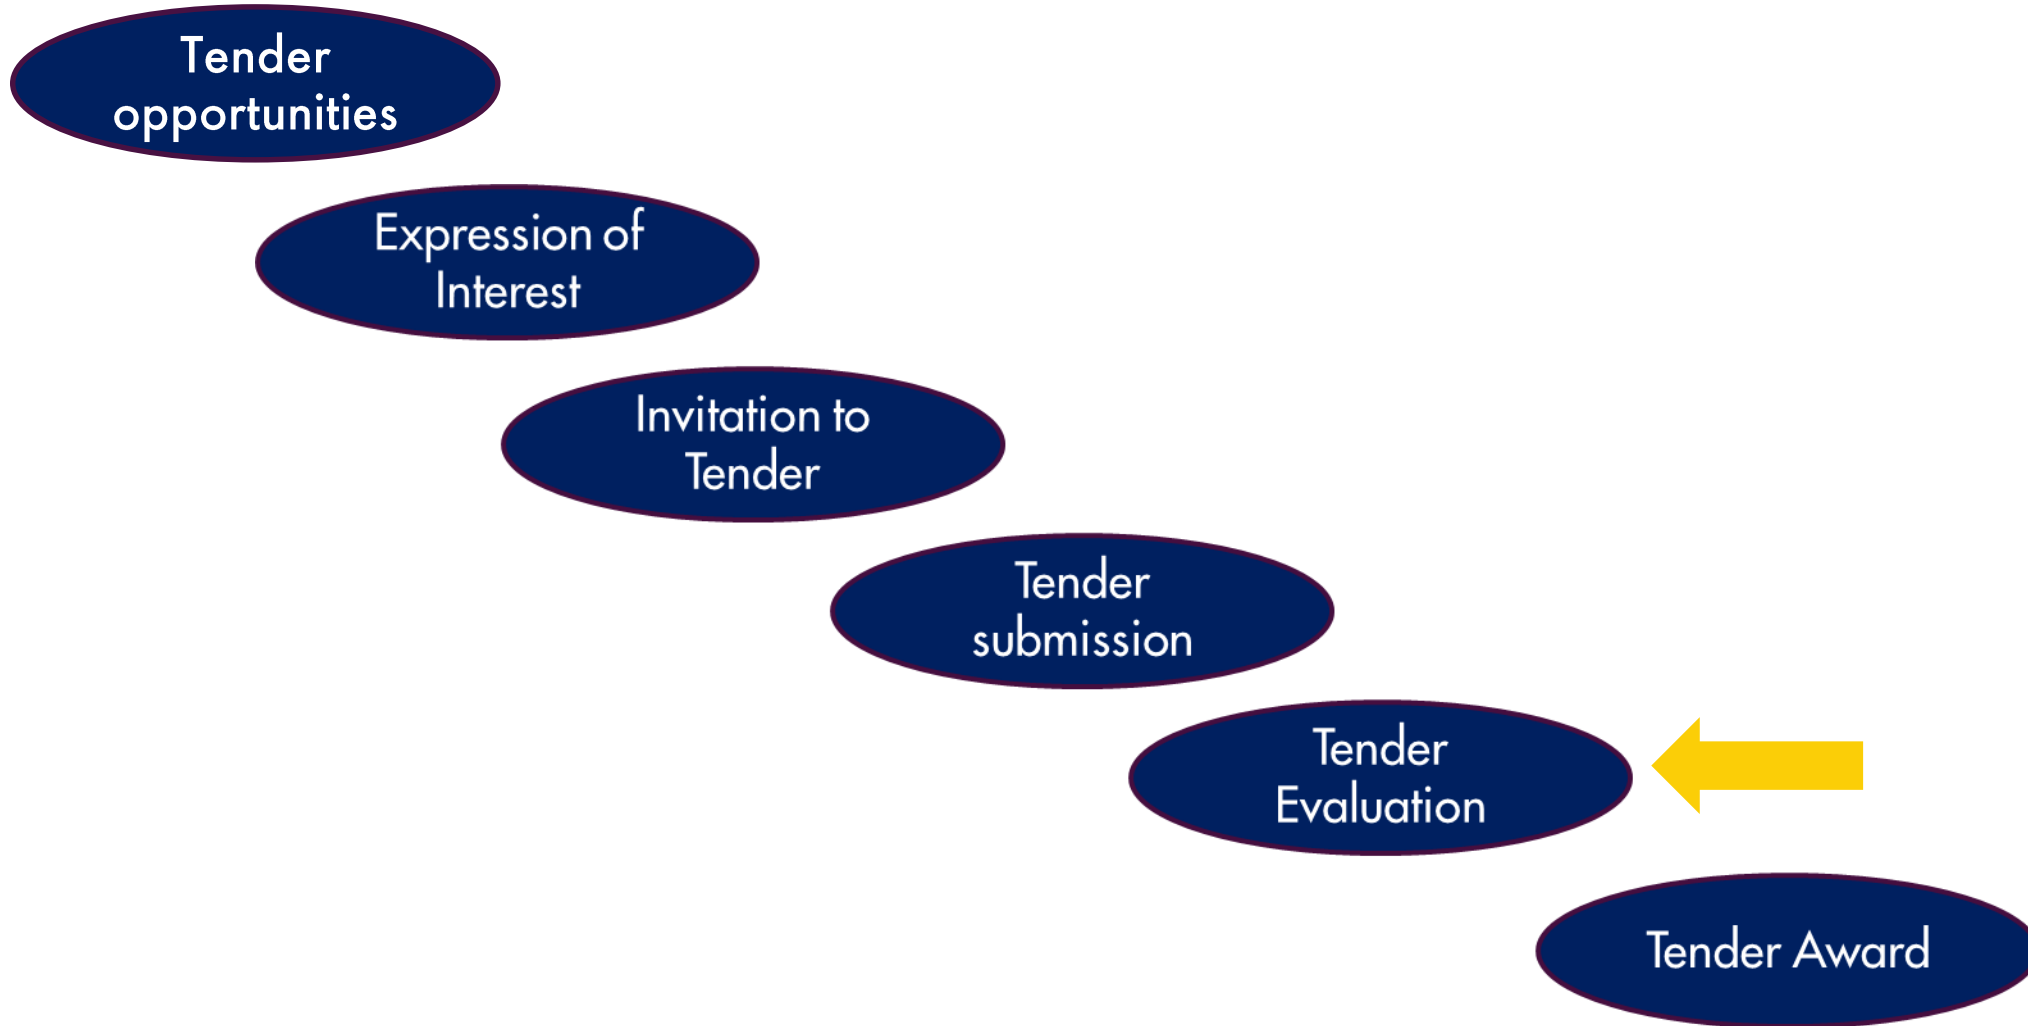 Tender
opportunities
Expression of
Interest
Invitation to
Tender
Tender
submission
Tender
Evaluation
Tender Award